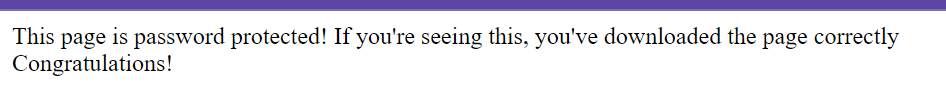 This page is password protected! If you're seeing this, you've downloaded the page correctly
Congratulations!